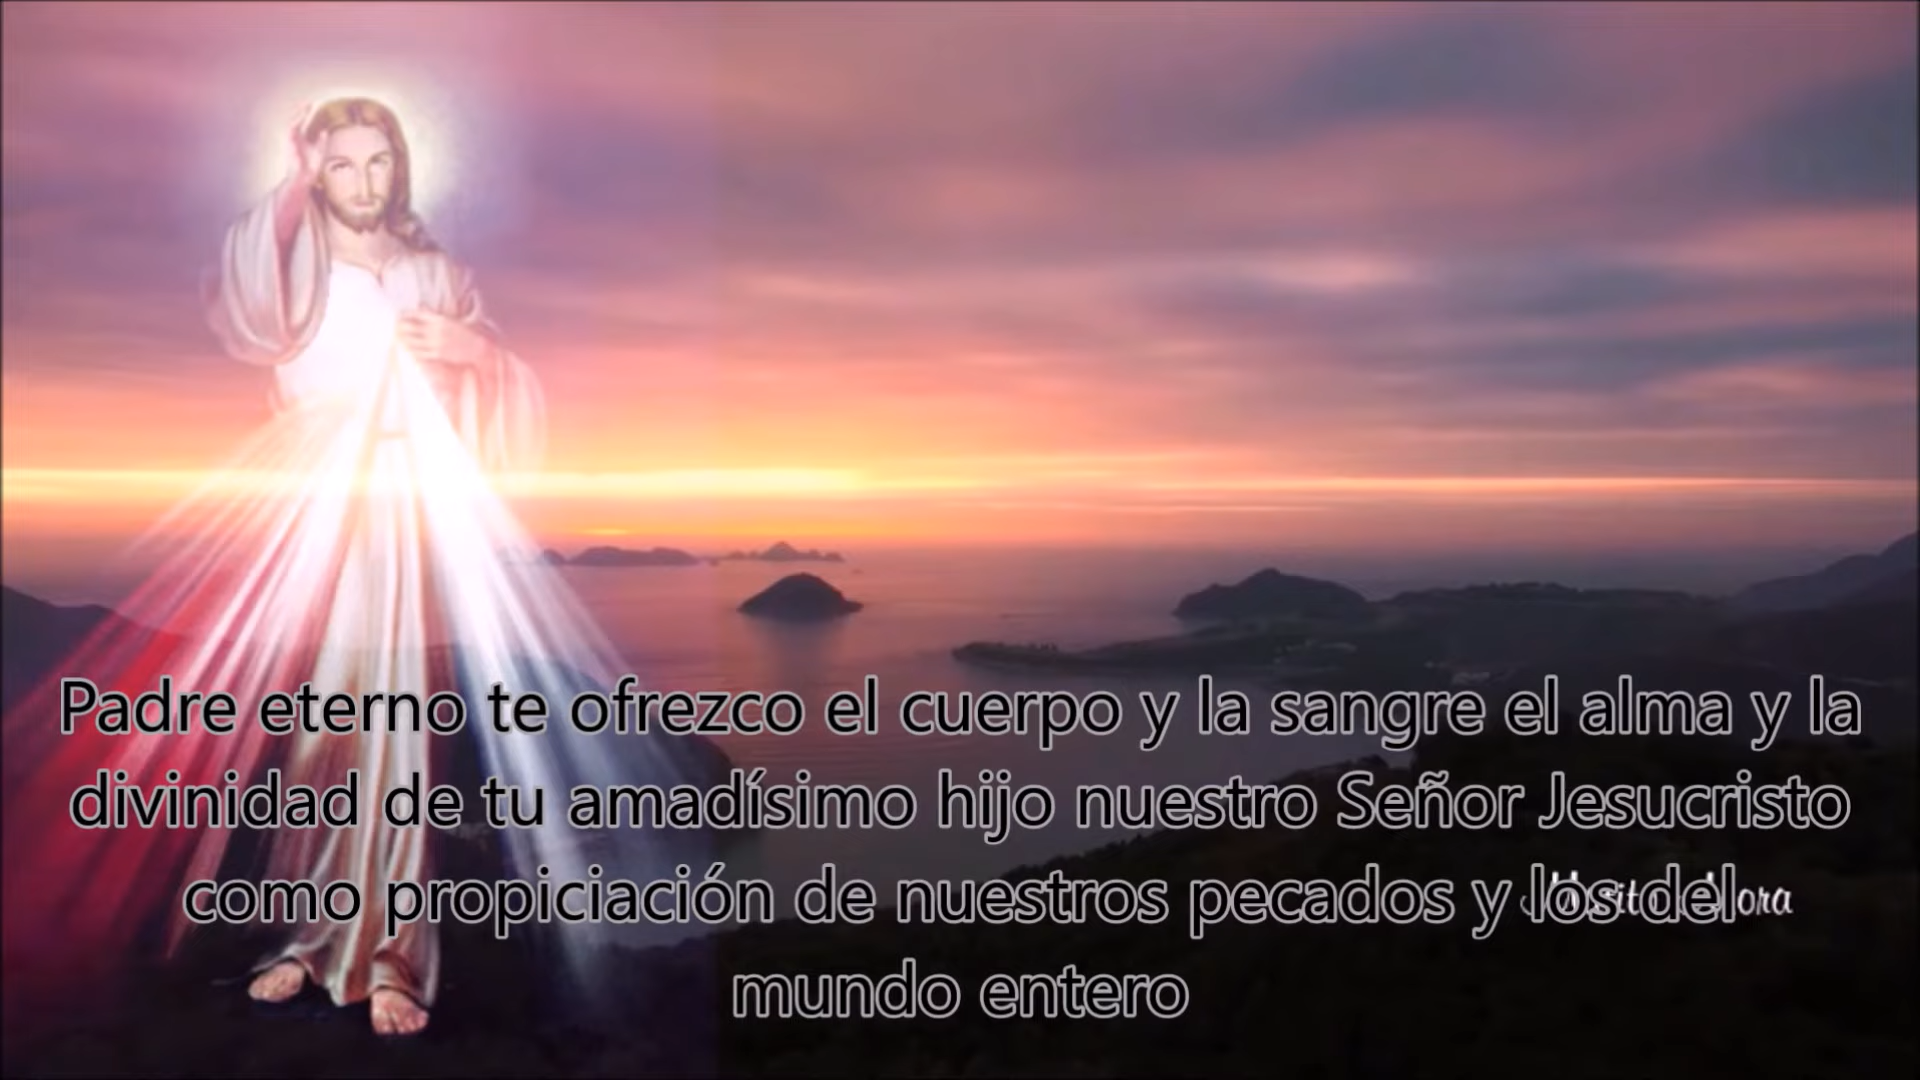 Padre eterno te ofrezco el cuerpo y la sangre el alma y la
divinidad de tu amadísimo hijo nuestro Señor Jesucristo
como propiciación de nuestros pecados y los del
mundo entero